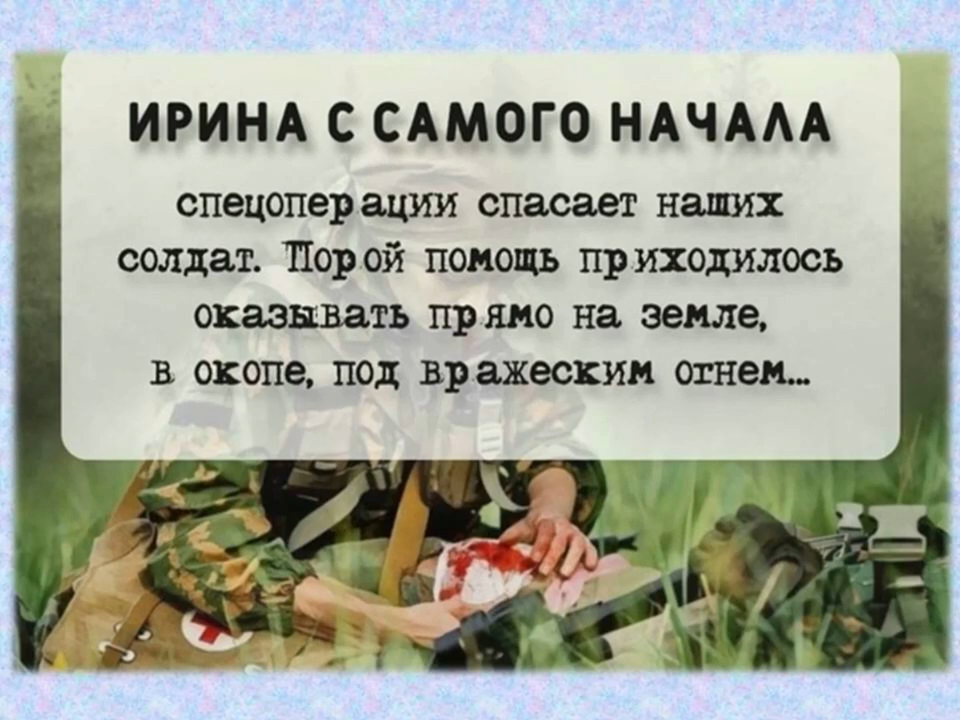 ИРИНА С САМОГО НАЧАЛА
спецоперации спасает наших
солдат. Порой помощь приходилось
оказывать прямо на земле,
в окопе, под вражеским огнем...